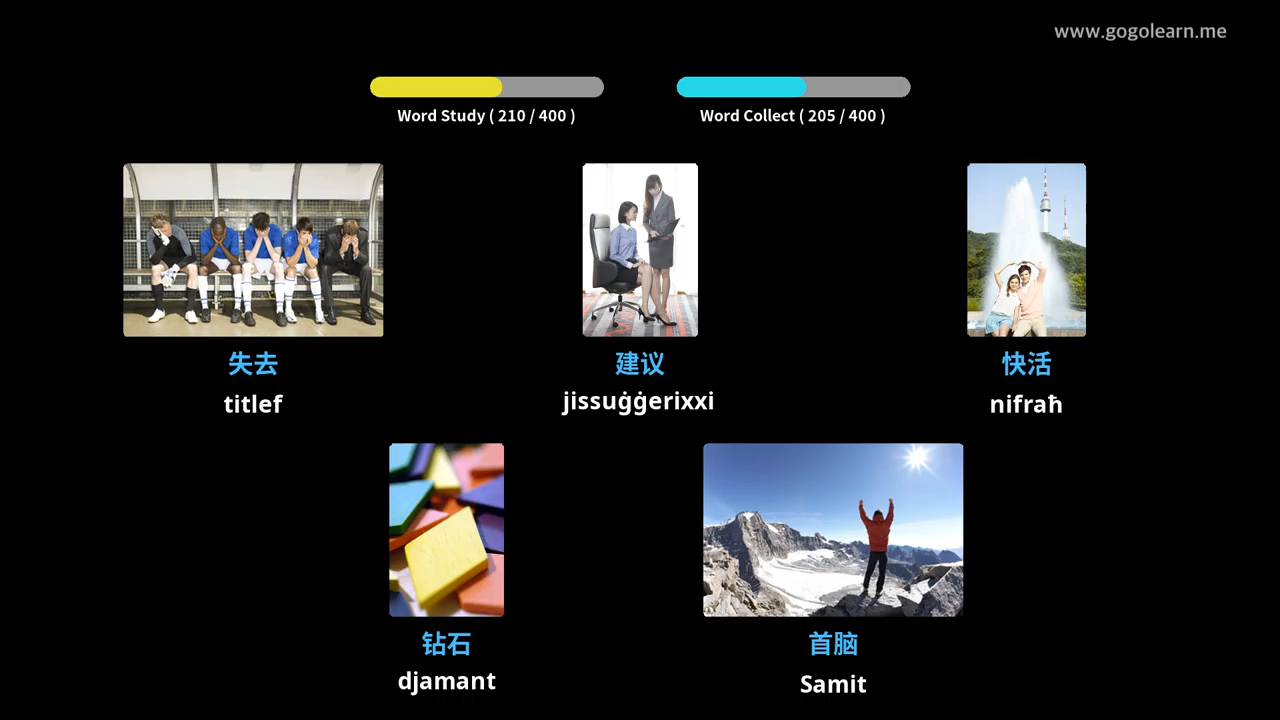 www.gogolearn.me
Word Study ( 210 / 400 )
Word Collect ( 205 / 400 )
失去
titlef
建议
jissuġġerixxi
快活
nifraħ
钻石
djamant
首脑
Samit